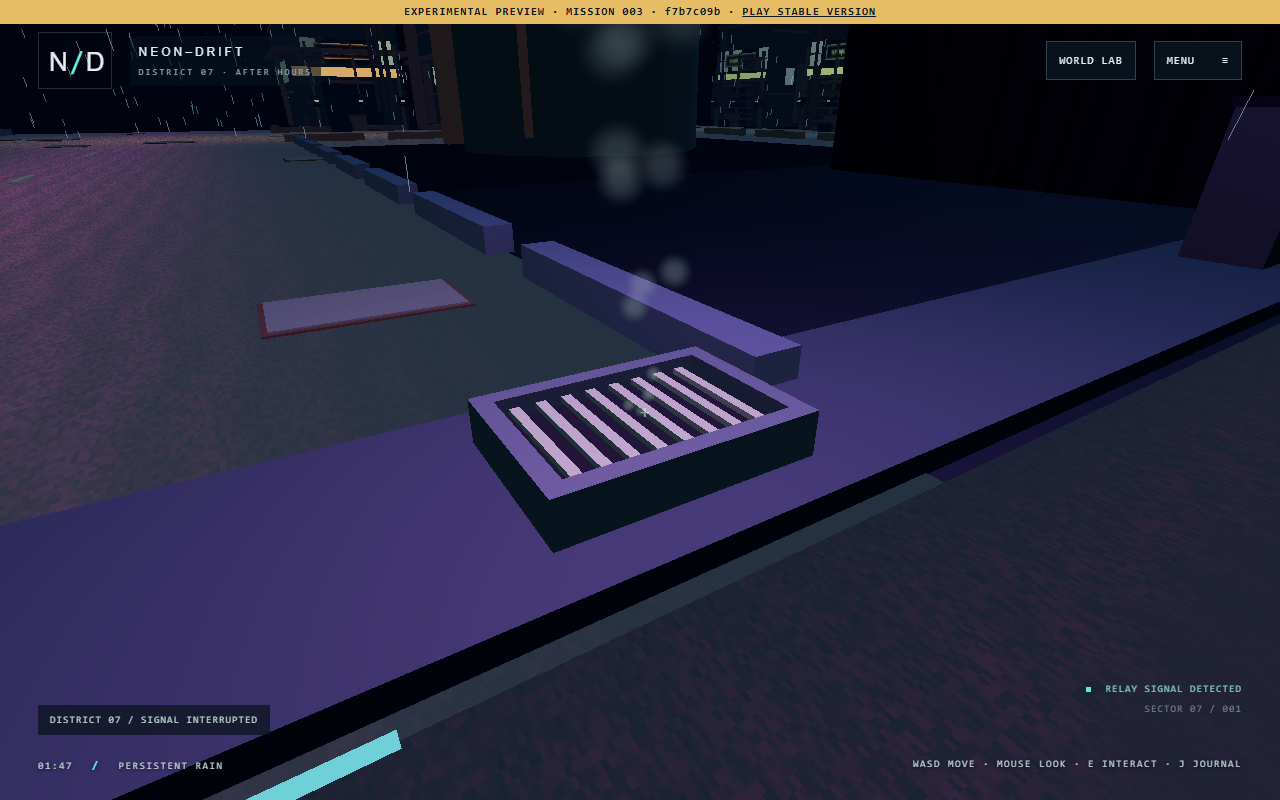 EXPERIMENTAL PREVIEW · MISSION 003 · f7b7c09b · PLAY STABLE VERSION
N/D
NEON—DRIFT
DISTRICT 07 · AFTER HOURS
WORLD LAB
MENU ≡
RELAY SIGNAL DETECTED
SECTOR 07 / 001
DISTRICT 07 / SIGNAL INTERRUPTED
01:47 / PERSISTENT RAIN
WASD MOVE · MOUSE LOOK · E INTERACT · J JOURNAL